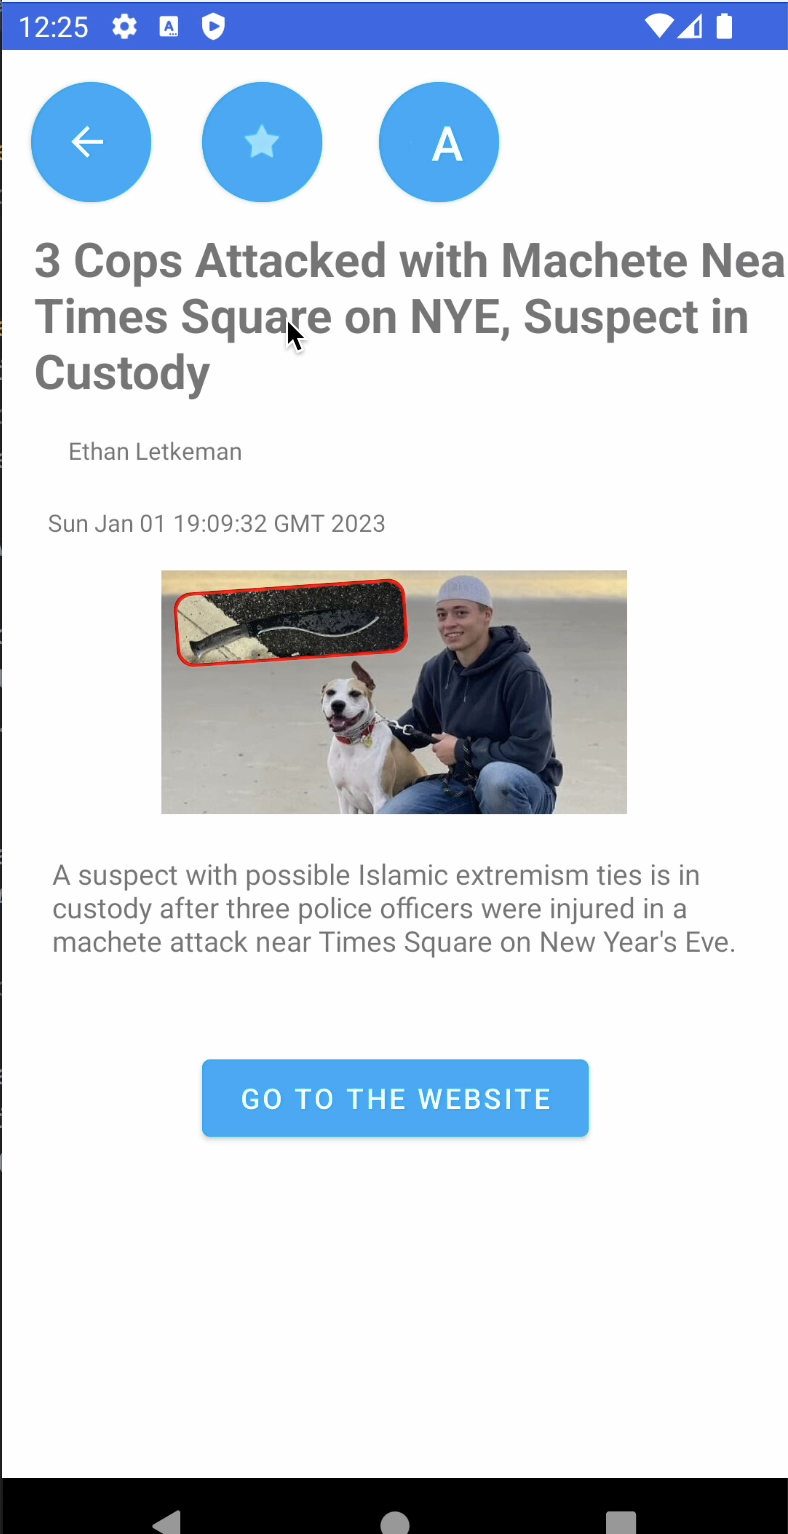 12:25
A
3 Cops Attacked with Machete Nea
Times Square on NYE, Suspect in
Custody
Ethan Letkeman
Sun Jan 01 19:09:32 GMT 2023
A suspect with possible Islamic extremism ties is in
custody after three police officers were injured in a
machete attack near Times Square on New Year's Eve.
GO TO THE WEBSITE